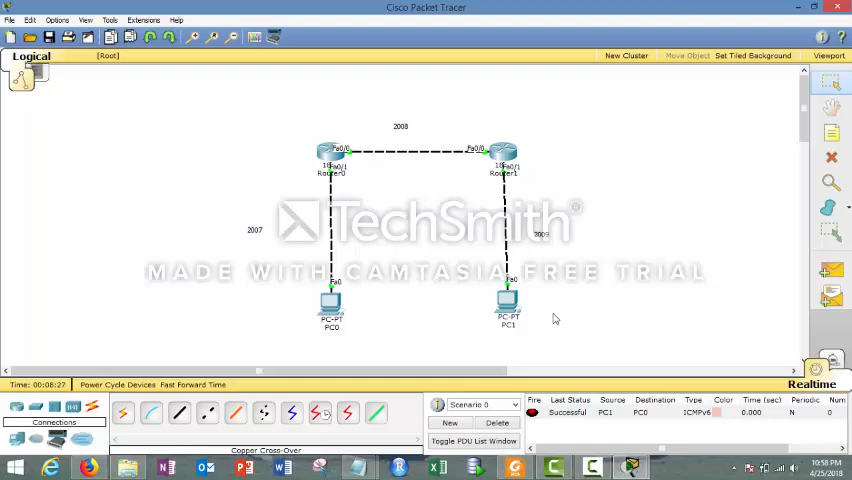 Cisco Packet Tracer
File Edit Options View Tools Extensions Help
Logical [Root] New Cluster Move Object Set Tiled Background Viewport
2008
Fa0/0 Fa0/0
Fa0/1 Fa0/1
Router0 Router1
2007 2009
TechSmith
MADE WITH CAMTASIA FREE TRIAL
Fa0 Fa0
PC-PT PC-PT
PC0 PC1
Time: 00:08:27 Power Cycle Devices Fast Forward Time Realtime
Scenario 0
Fire Last Status Source Destination Type Color Time (sec) Periodic Num
Successful PC1 PC0 ICMPv6 0.000 N 0
Connections
New Delete
Toggle PDU List Window
Copper Cross-Over
10:58 PM
4/25/2018